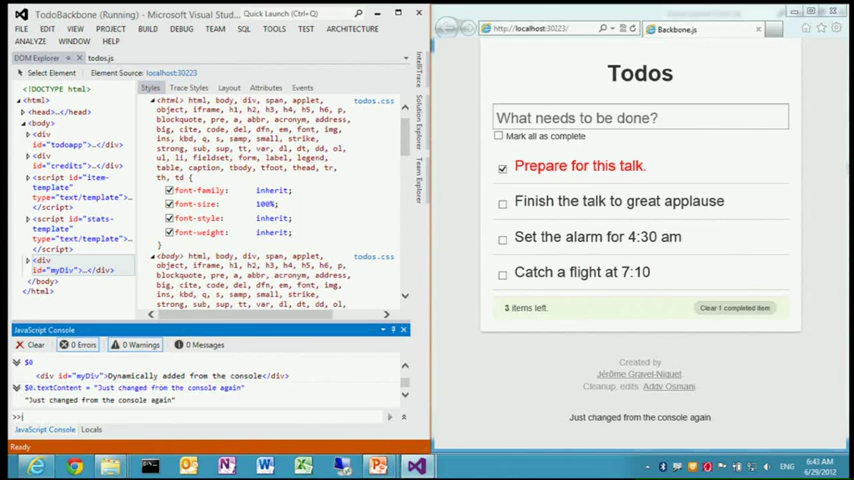 TodoBackbone (Running) - Microsoft Visual Stud...
Quick Launch (Ctrl+Q)
FILE EDIT VIEW PROJECT BUILD DEBUG TEAM SQL TOOLS TEST ARCHITECTURE
ANALYZE WINDOW HELP
DOM Explorer
todos.js
Select Element
Element Source: localhost:30223
<!DOCTYPE html>
<html>
<head>...</head>
<body>
<div
id="todoapp">...</div>
<div
id="credits">...</div>
<script id="item-
template"
type="text/template">
</script>
<script id="stats-
template"
type="text/template">
</script>
<div
id="myDiv">...</div>
</body>
</html>
Styles Trace Styles Layout Attributes Events
<html> html, body, div, span, applet,
todos.css
object, iframe, h1, h2, h3, h4, h5, h6, p,
blockquote, pre, a, abbr, acronym, address,
big, cite, code, del, dfn, em, font, img,
ins, kbd, q, s, samp, small, strike,
strong, sub, sup, tt, var, dl, dt, dd, ol,
ul, li, fieldset, form, label, legend,
table, caption, tbody, tfoot, thead, tr,
th, td {
font-family: inherit;
font-size: 100%;
font-style: inherit;
font-weight: inherit;
}
<body> html, body, div, span, applet,
todos.css
object, iframe, h1, h2, h3, h4, h5, h6, p,
blockquote, pre, a, abbr, acronym, address,
big, cite, code, del, dfn, em, font, img,
ins, kbd, q, s, samp, small, strike,
strong, sub, sup, tt, var, dl, dt, dd, ol,
IntelliTrace
Solution Explorer
Team Explorer
JavaScript Console
Clear
0 Errors
0 Warnings
0 Messages
$0
<div id="myDiv">Dynamically added from the console</div>
$0.textContent = "Just changed from the console again"
"Just changed from the console again"
>>
JavaScript Console Locals
Ready
http://localhost:30223/
Backbone.js
Todos
What needs to be done?
Mark all as complete
Prepare for this talk.
Finish the talk to great applause
Set the alarm for 4:30 am
Catch a flight at 7:10
3 items left.
Clear 1 completed item
Created by
Jérôme Gravel-Niquet
Cleanup, edits: Addy Osmani
Just changed from the console again
ENG
6:43 AM
6/29/2012